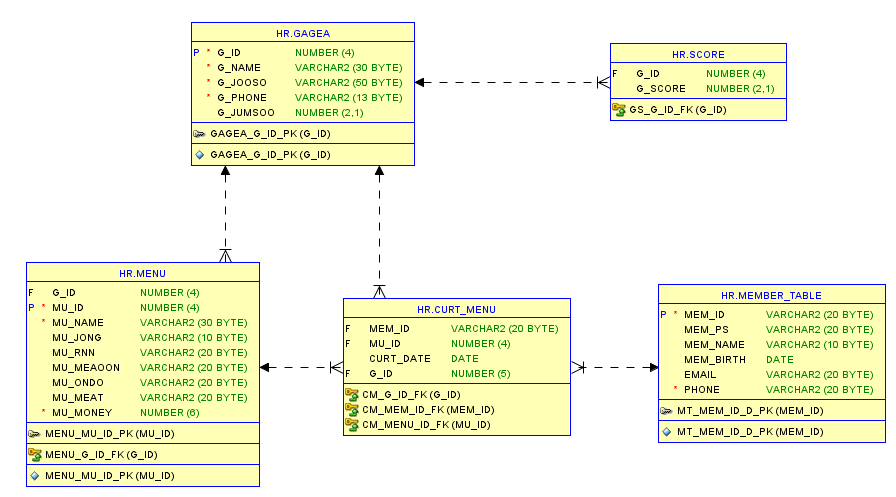 HR.GAGEA
P * G_ID NUMBER (4)
* G_NAME VARCHAR2 (30 BYTE)
* G_JOOSO VARCHAR2 (50 BYTE)
* G_PHONE VARCHAR2 (13 BYTE)
G_JUMSOO NUMBER (2,1)
GAGEA_G_ID_PK (G_ID)
GAGEA_G_ID_PK (G_ID)
HR.SCORE
F G_ID NUMBER (4)
G_SCORE NUMBER (2,1)
GS_G_ID_FK (G_ID)
HR.MENU
F G_ID NUMBER (4)
P * MU_ID NUMBER (4)
* MU_NAME VARCHAR2 (30 BYTE)
MU_JONG VARCHAR2 (10 BYTE)
MU_RNN VARCHAR2 (20 BYTE)
MU_MEAOON VARCHAR2 (20 BYTE)
MU_ONDO VARCHAR2 (20 BYTE)
MU_MEAT VARCHAR2 (20 BYTE)
* MU_MONEY NUMBER (6)
MENU_MU_ID_PK (MU_ID)
MENU_G_ID_FK (G_ID)
MENU_MU_ID_PK (MU_ID)
HR.CURT_MENU
F MEM_ID VARCHAR2 (20 BYTE)
F MU_ID NUMBER (4)
CURT_DATE DATE
F G_ID NUMBER (5)
CM_G_ID_FK (G_ID)
CM_MEM_ID_FK (MEM_ID)
CM_MENU_ID_FK (MU_ID)
HR.MEMBER_TABLE
P * MEM_ID VARCHAR2 (20 BYTE)
MEM_PS VARCHAR2 (20 BYTE)
MEM_NAME VARCHAR2 (10 BYTE)
MEM_BIRTH DATE
EMAIL VARCHAR2 (20 BYTE)
* PHONE VARCHAR2 (20 BYTE)
MT_MEM_ID_D_PK (MEM_ID)
MT_MEM_ID_D_PK (MEM_ID)